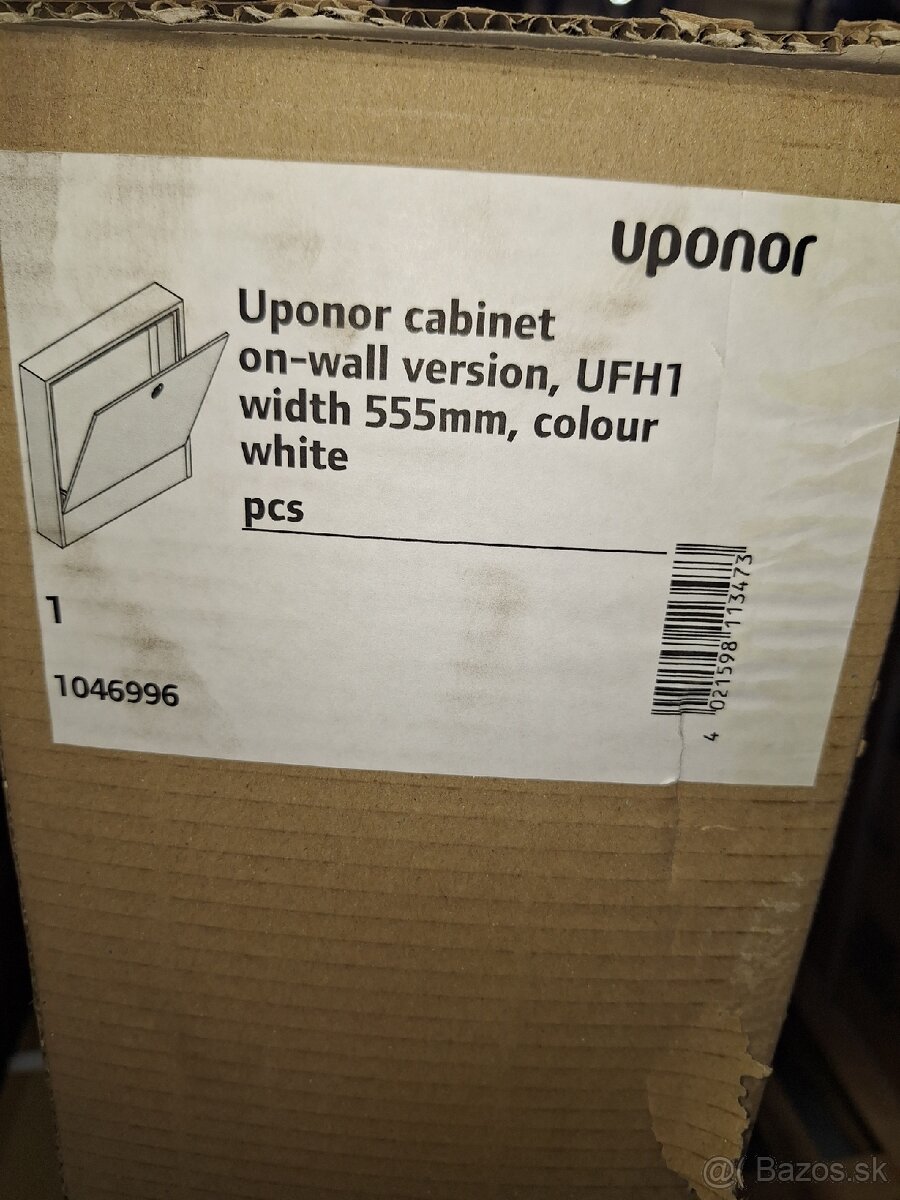 uponor
Uponor cabinet
on-wall version, UFH1
width 555mm, colour
white
pcs
1
1046996
4 021598 113473
@( Bazos.sk